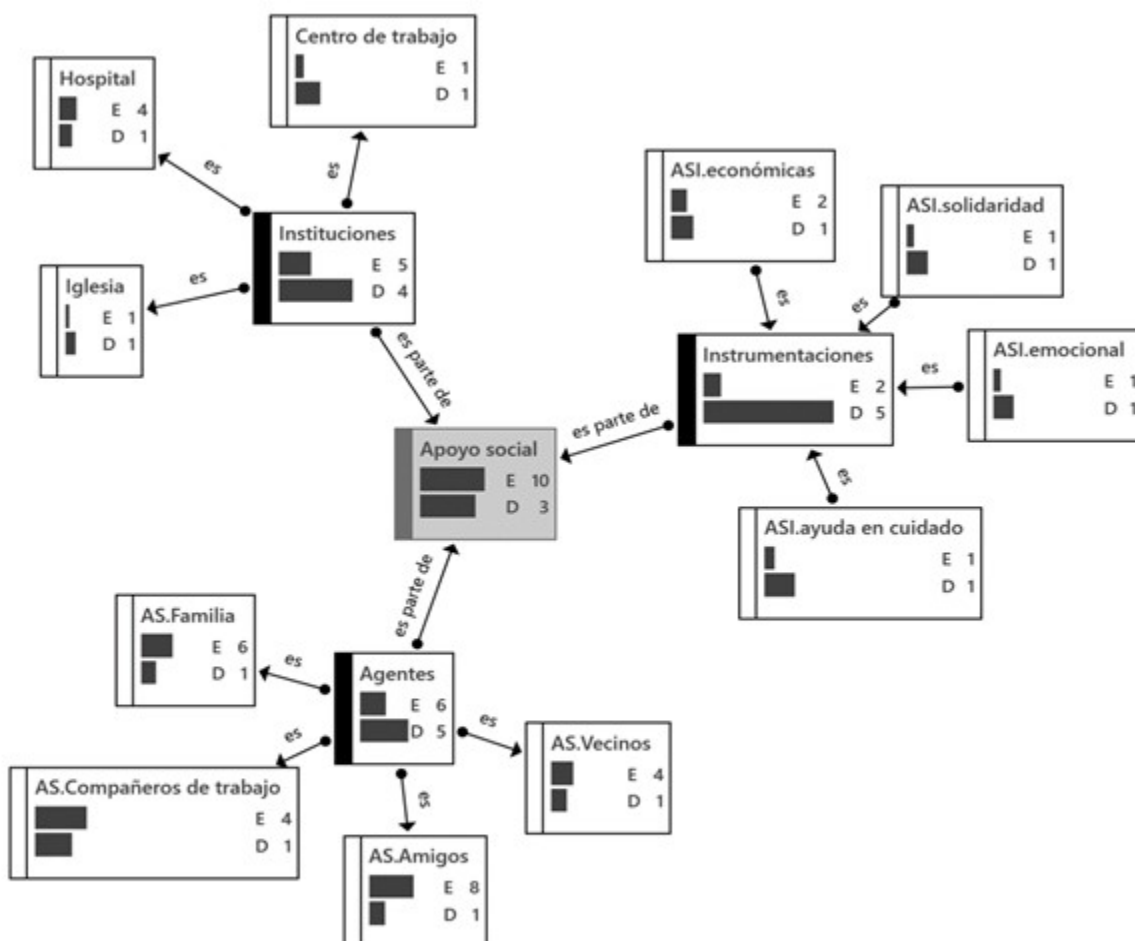 Centro de trabajo
E 1
D 1
Hospital
E 4
D 1
es
es
Instituciones
E 5
D 4
es
Iglesia
E 1
D 1
es parte de
ASI.económicas
E 2
D 1
ASI.solidaridad
E 1
D 1
es
es
Instrumentaciones
E 2
D 5
es
ASI.emocional
E 1
D 1
es parte de
es
ASI.ayuda en cuidado
E 1
D 1
Apoyo social
E 10
D 3
es parte de
AS.Familia
E 6
D 1
es
Agentes
E 6
D 5
es
AS.Compañeros de trabajo
E 4
D 1
es
AS.Vecinos
E 4
D 1
es
AS.Amigos
E 8
D 1